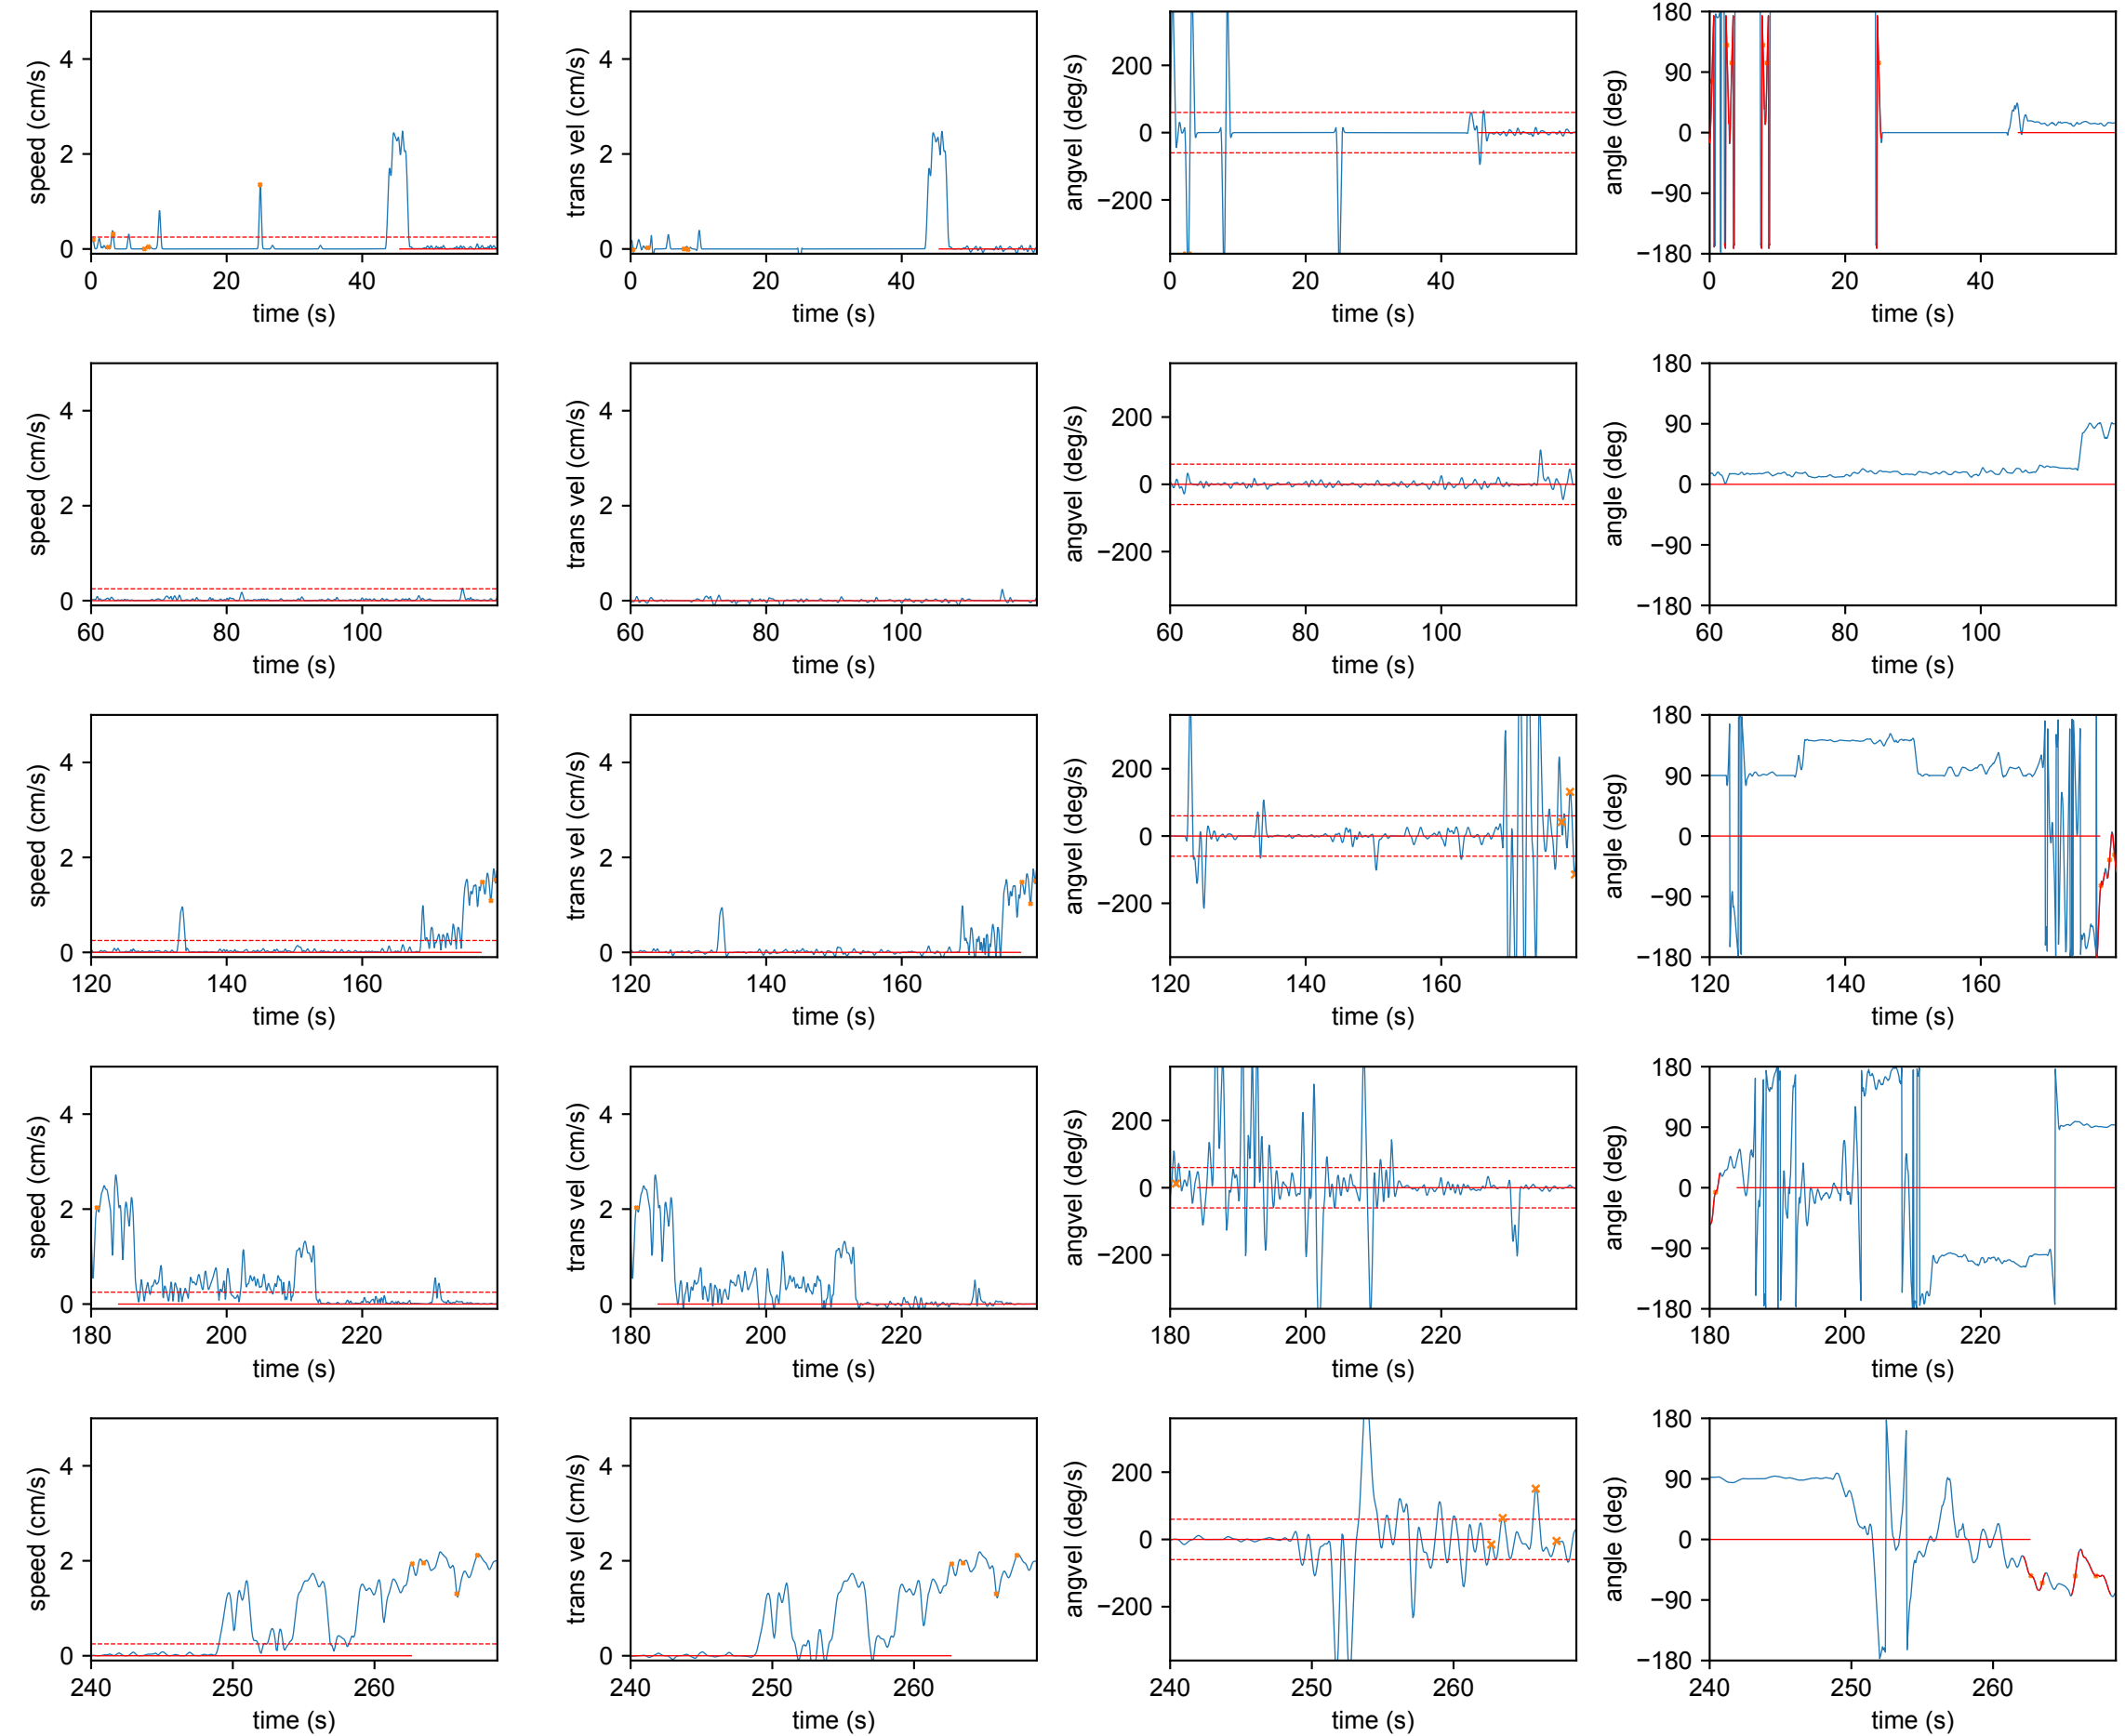 speed (cm/s) 4 2 0 0 20 40 time (s)
trans vel (cm/s) 4 2 0 0 20 40 time (s)
angvel (deg/s) 200 0 −200 0 20 40 time (s)
angle (deg) 180 90 0 −90 −180 0 20 40 time (s)
speed (cm/s) 4 2 0 60 80 100 time (s)
trans vel (cm/s) 4 2 0 60 80 100 time (s)
angvel (deg/s) 200 0 −200 60 80 100 time (s)
angle (deg) 180 90 0 −90 −180 60 80 100 time (s)
speed (cm/s) 4 2 0 120 140 160 time (s)
trans vel (cm/s) 4 2 0 120 140 160 time (s)
angvel (deg/s) 200 0 −200 120 140 160 time (s)
angle (deg) 180 90 0 −90 −180 120 140 160 time (s)
speed (cm/s) 4 2 0 180 200 220 time (s)
trans vel (cm/s) 4 2 0 180 200 220 time (s)
angvel (deg/s) 200 0 −200 180 200 220 time (s)
angle (deg) 180 90 0 −90 −180 180 200 220 time (s)
speed (cm/s) 4 2 0 240 250 260 time (s)
trans vel (cm/s) 4 2 0 240 250 260 time (s)
angvel (deg/s) 200 0 −200 240 250 260 time (s)
angle (deg) 180 90 0 −90 −180 240 250 260 time (s)